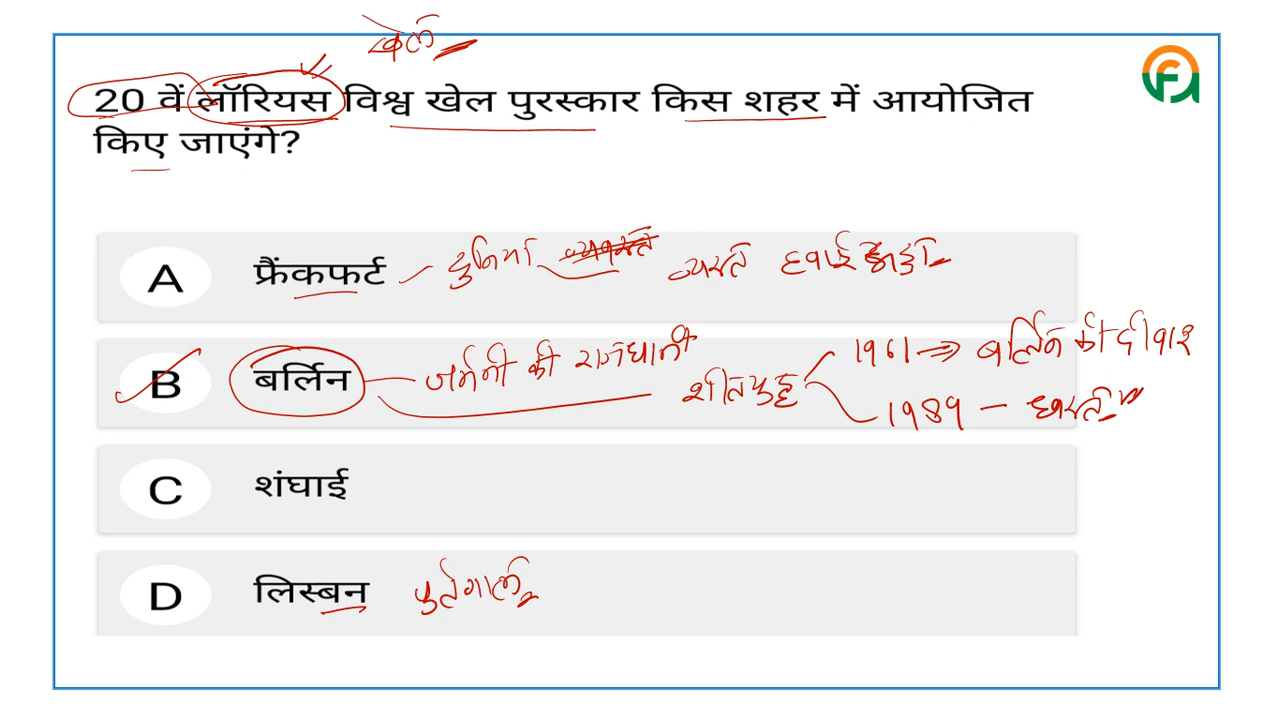 खेल
20 वें लॉरियस विश्व खेल पुरस्कार किस शहर में आयोजित
किए जाएंगे?
A फ्रैंकफर्ट दुनिया व्यस्त हवाई अड्डा
B बर्लिन जर्मनी की राजधानी शीतयुद्ध 1961 ⇒ बर्लिन की दीवार
1989 – ध्वस्त
C शंघाई
D लिस्बन पुर्तगाल